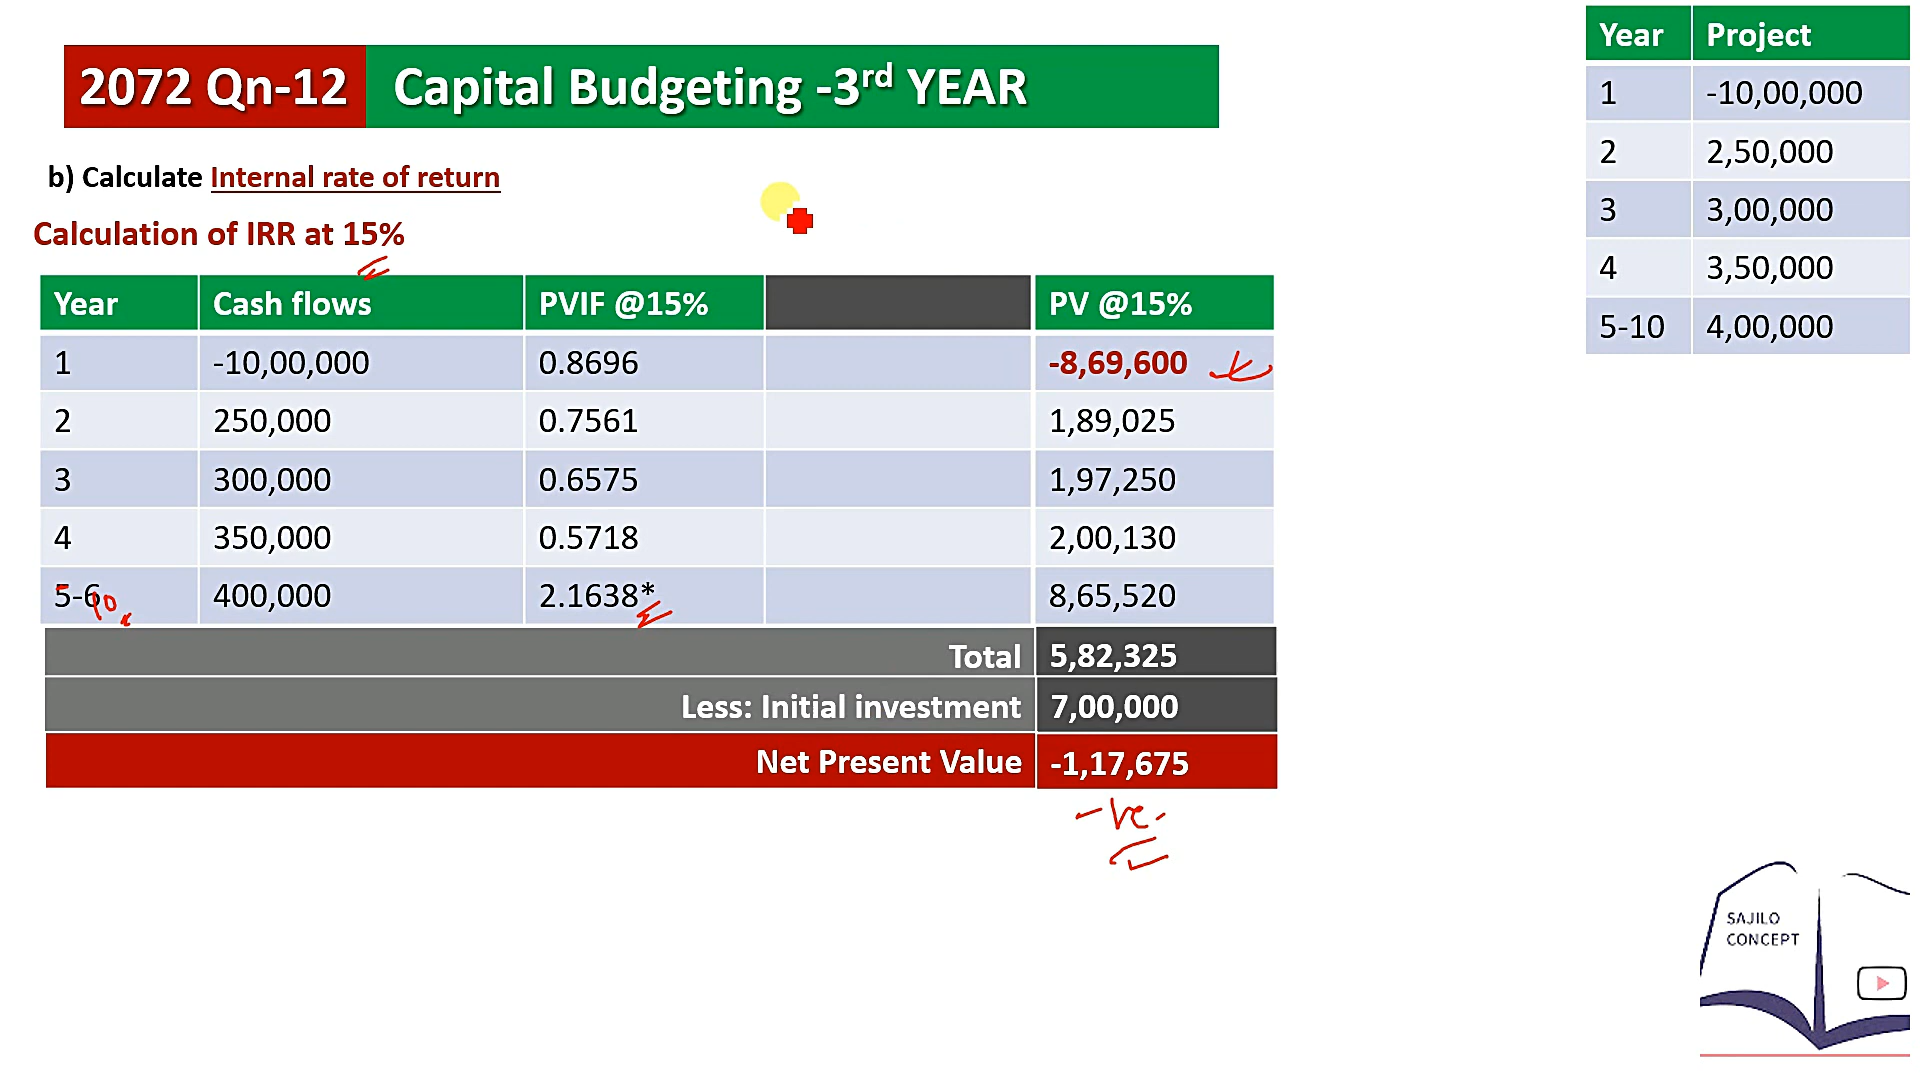 2072 Qn-12 Capital Budgeting -3rd YEAR
b) Calculate Internal rate of return
Calculation of IRR at 15%
Year Cash flows PVIF @15% PV @15%
1 -10,00,000 0.8696 -8,69,600
2 250,000 0.7561 1,89,025
3 300,000 0.6575 1,97,250
4 350,000 0.5718 2,00,130
5-6 10 400,000 2.1638* 8,65,520
Total 5,82,325
Less: Initial investment 7,00,000
Net Present Value -1,17,675
-ve.
Year Project
1 -10,00,000
2 2,50,000
3 3,00,000
4 3,50,000
5-10 4,00,000
SAJILO
CONCEPT